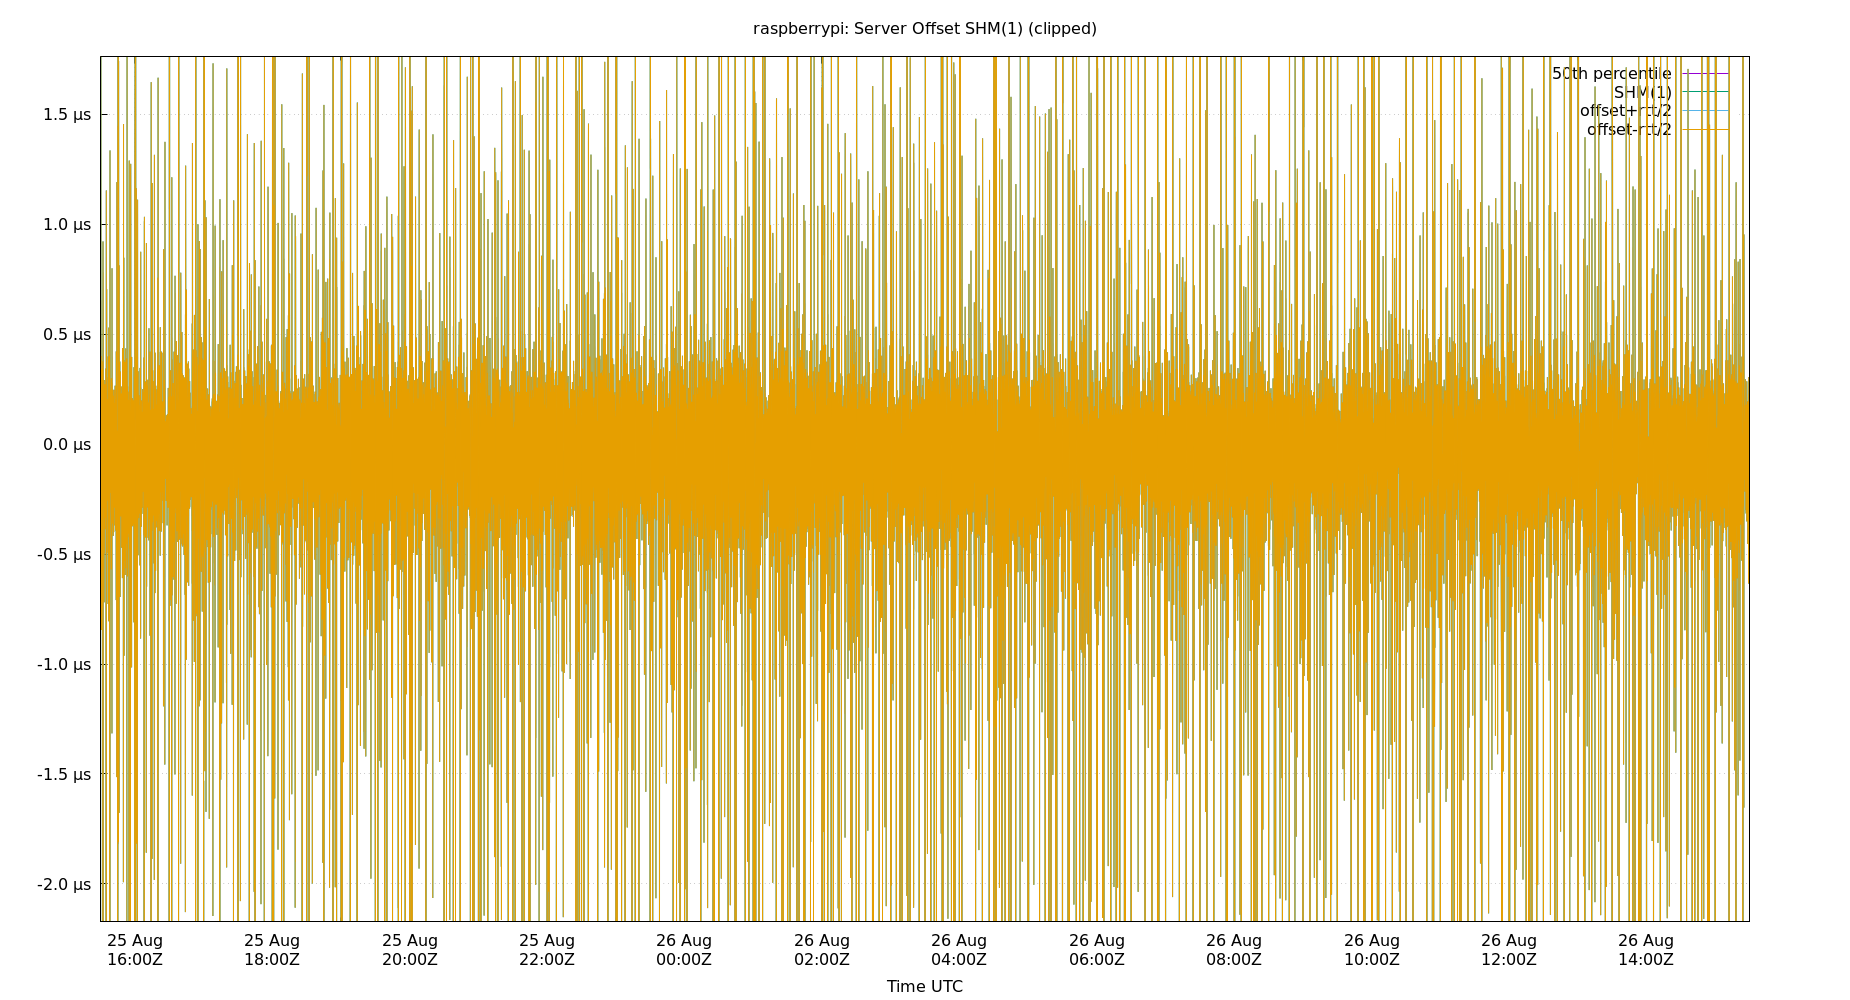 raspberrypi: Server Offset SHM(1) (clipped)
50th percentile
SHM(1)
offset+rtt/2
offset-rtt/2
1.5 µs
1.0 µs
0.5 µs
0.0 µs
-0.5 µs
-1.0 µs
-1.5 µs
-2.0 µs
25 Aug 25 Aug 25 Aug 25 Aug 26 Aug 26 Aug 26 Aug 26 Aug 26 Aug 26 Aug 26 Aug 26 Aug
16:00Z 18:00Z 20:00Z 22:00Z 00:00Z 02:00Z 04:00Z 06:00Z 08:00Z 10:00Z 12:00Z 14:00Z
Time UTC